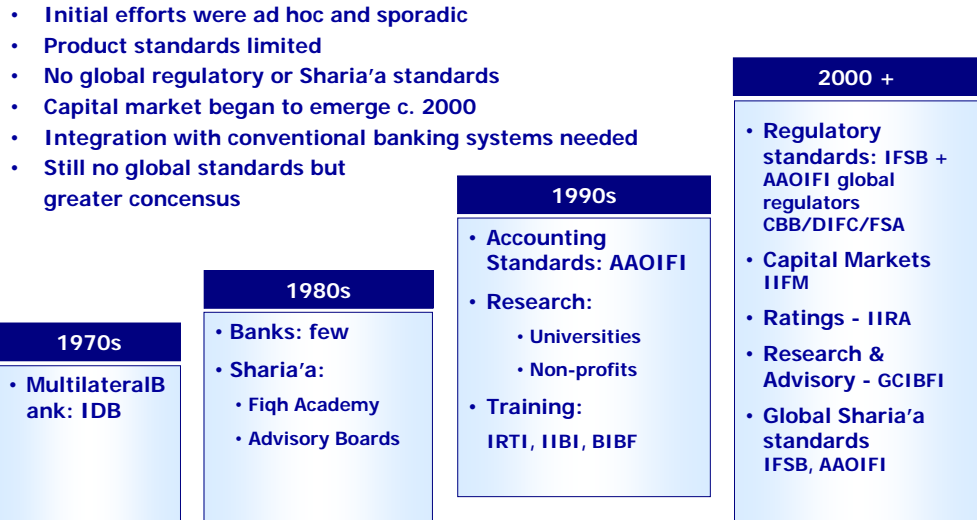 • Initial efforts were ad hoc and sporadic
• Product standards limited
• No global regulatory or Sharia'a standards
• Capital market began to emerge c. 2000
• Integration with conventional banking systems needed
• Still no global standards but
greater concensus
1970s
• MultilateralB
ank: IDB
1980s
• Banks: few
• Sharia'a:
• Fiqh Academy
• Advisory Boards
1990s
• Accounting
Standards: AAOIFI
• Research:
• Universities
• Non-profits
• Training:
IRTI, IIBI, BIBF
2000 +
• Regulatory
standards: IFSB +
AAOIFI global
regulators
CBB/DIFC/FSA
• Capital Markets
IIFM
• Ratings - IIRA
• Research &
Advisory - GCIBFI
• Global Sharia'a
standards
IFSB, AAOIFI